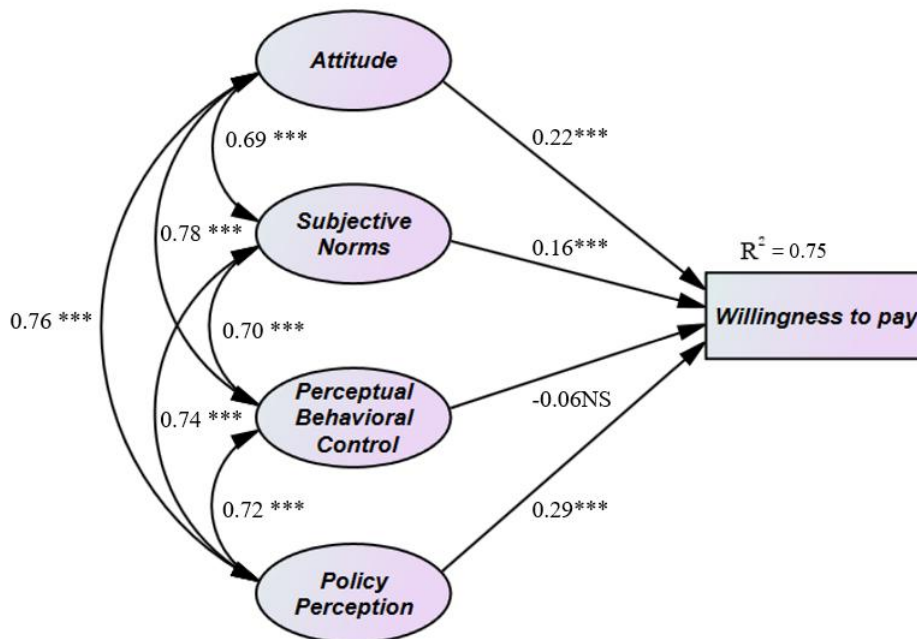 Attitude
0.69 ***
0.22***
Subjective
Norms
0.78 ***
0.16***
R² = 0.75
Willingness to pay
0.76 ***
0.70 ***
Perceptual
Behavioral
Control
-0.06NS
0.74 ***
0.72 ***
0.29***
Policy
Perception